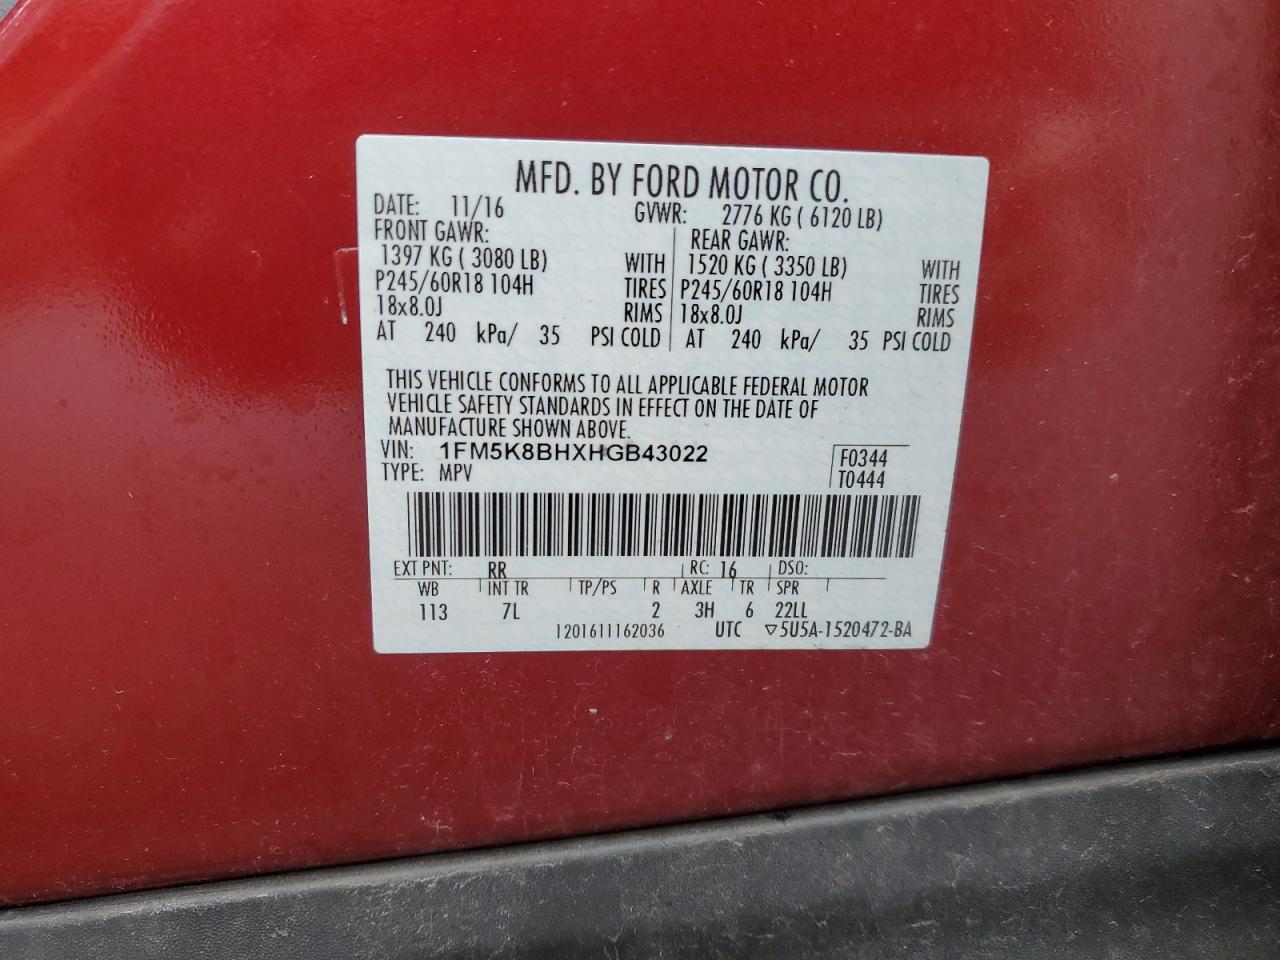 MFD. BY FORD MOTOR CO.
DATE: 11/16 GVWR: 2776 KG ( 6120 LB)
FRONT GAWR: REAR GAWR:
1397 KG ( 3080 LB) WITH 1520 KG ( 3350 LB) WITH
P245/60R18 104H TIRES P245/60R18 104H TIRES
18x8.0J RIMS 18x8.0J RIMS
AT 240 kPa/ 35 PSI COLD AT 240 kPa/ 35 PSI COLD
THIS VEHICLE CONFORMS TO ALL APPLICABLE FEDERAL MOTOR
VEHICLE SAFETY STANDARDS IN EFFECT ON THE DATE OF
MANUFACTURE SHOWN ABOVE.
VIN: 1FM5K8BHXHGB43022 F0344
TYPE: MPV T0444
EXT PNT: RR RC: 16 DSO:
WB INT TR TP/PS R AXLE TR SPR
113 7L 2 3H 6 22LL
1201611162036 UTC ▽5U5A-1520472-BA